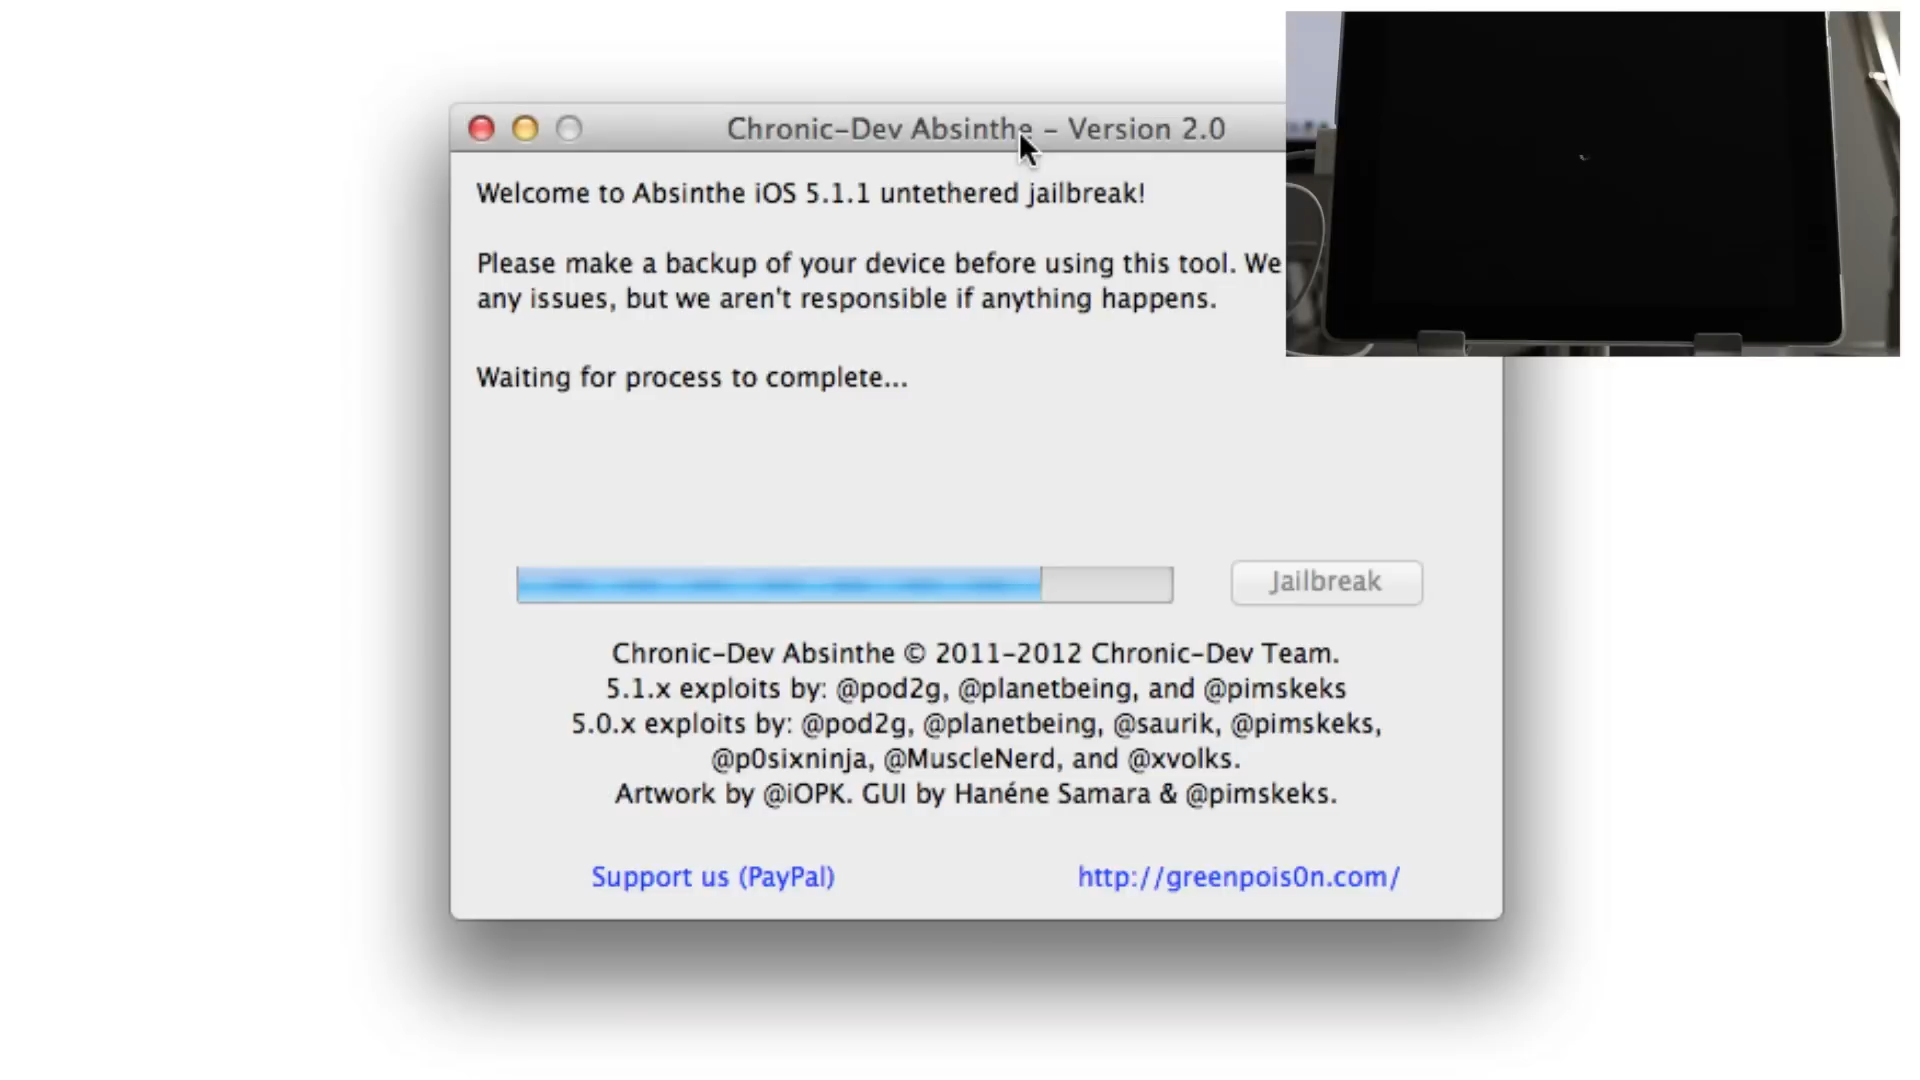 Chronic-Dev Absinthe - Version 2.0
Welcome to Absinthe iOS 5.1.1 untethered jailbreak!
Please make a backup of your device before using this tool. We
any issues, but we aren't responsible if anything happens.
Waiting for process to complete...
Jailbreak
Chronic-Dev Absinthe © 2011-2012 Chronic-Dev Team.
5.1.x exploits by: @pod2g, @planetbeing, and @pimskeks
5.0.x exploits by: @pod2g, @planetbeing, @saurik, @pimskeks,
@p0sixninja, @MuscleNerd, and @xvolks.
Artwork by @iOPK. GUI by Hanéne Samara & @pimskeks.
Support us (PayPal)
http://greenpois0n.com/